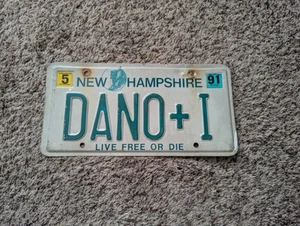 5 NEW HAMPSHIRE 91
DANO+I
LIVE FREE OR DIE